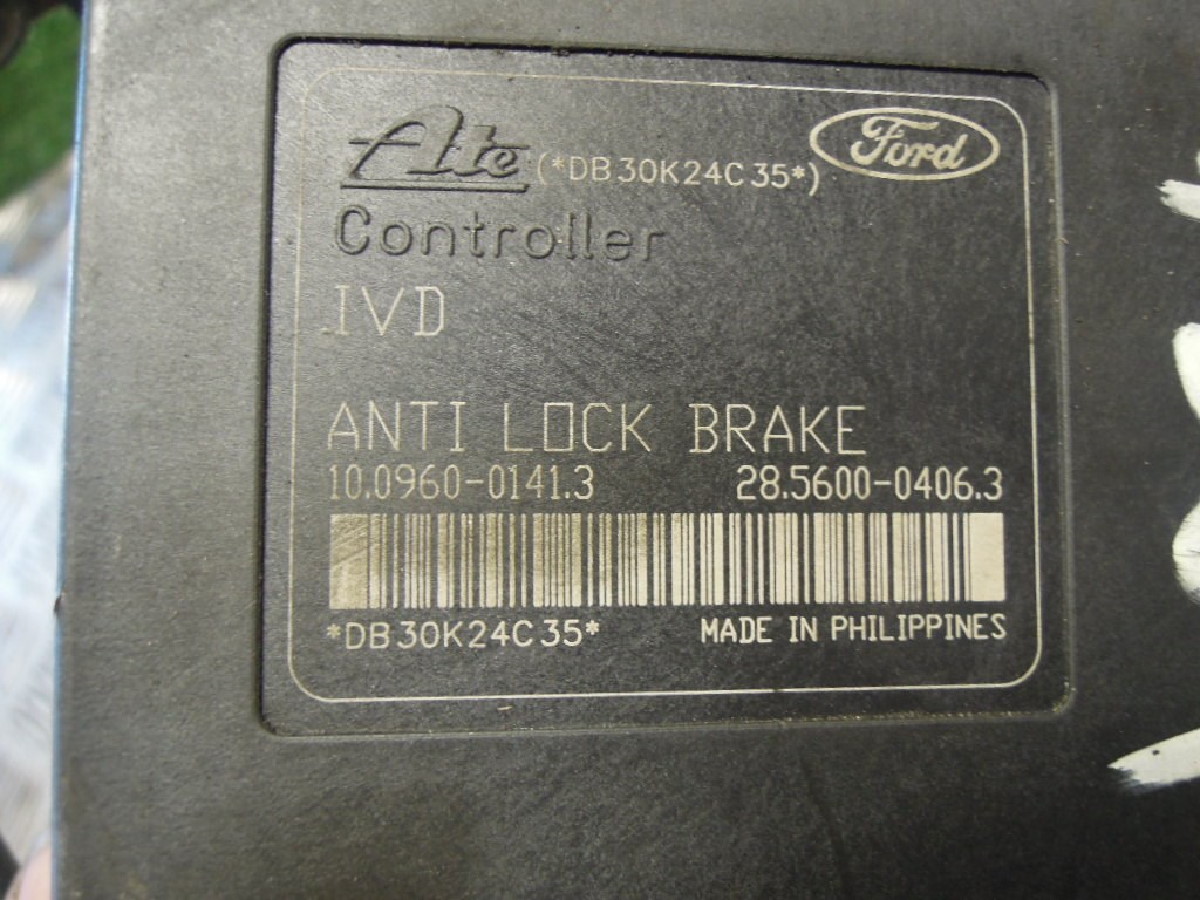 Ate (*DB30K24C35*) Ford
Controller
IVD
ANTI LOCK BRAKE
10.0960-0141.3 28.5600-0406.3
*DB30K24C35* MADE IN PHILIPPINES